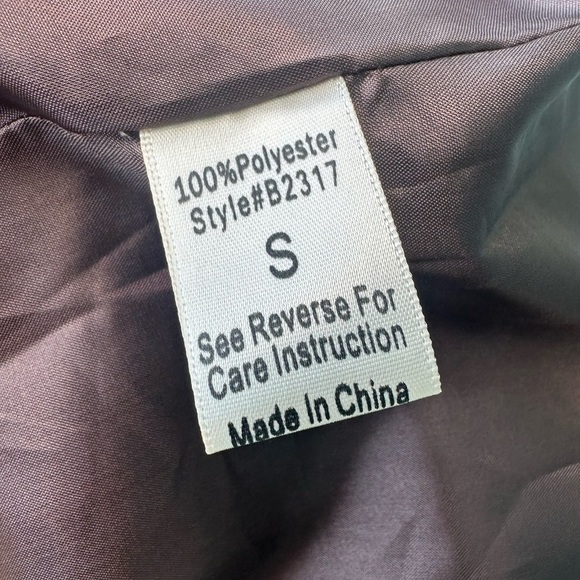 100%Polyester
Style#B2317
S
See Reverse For
Care Instruction
Made In China